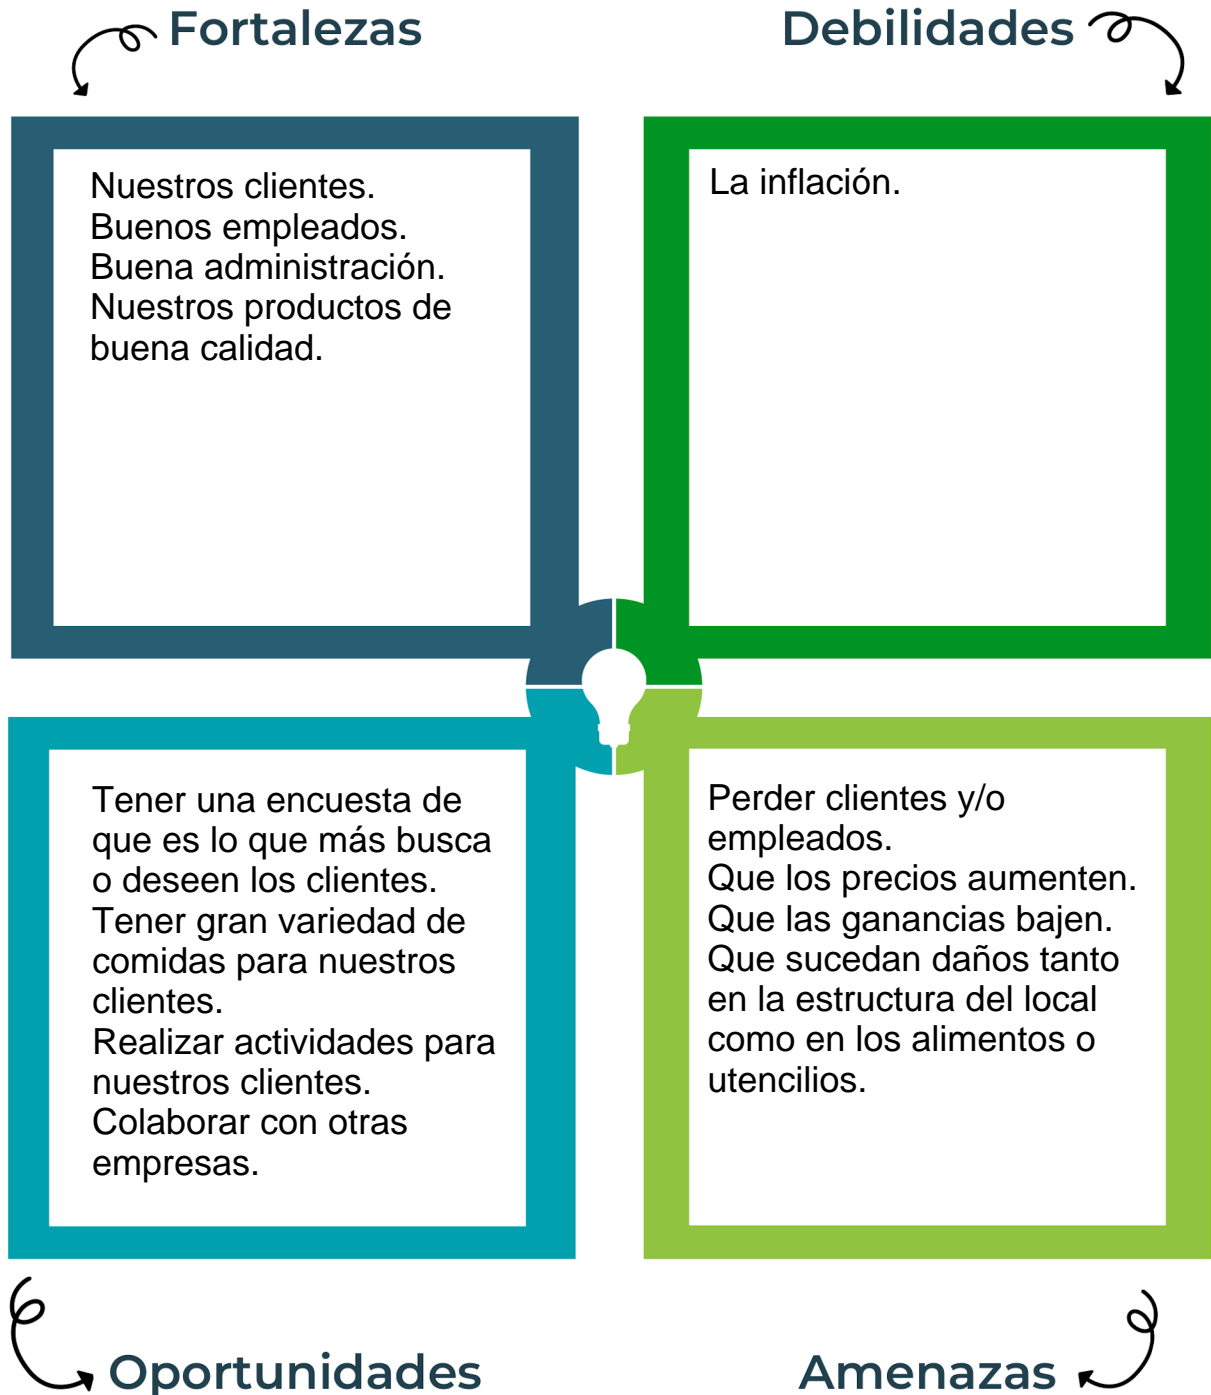 Fortalezas
Nuestros clientes.
Buenos empleados.
Buena administración.
Nuestros productos de
buena calidad.
Debilidades
La inflación.
Tener una encuesta de
que es lo que más busca
o deseen los clientes.
Tener gran variedad de
comidas para nuestros
clientes.
Realizar actividades para
nuestros clientes.
Colaborar con otras
empresas.
Oportunidades
Perder clientes y/o
empleados.
Que los precios aumenten.
Que las ganancias bajen.
Que sucedan daños tanto
en la estructura del local
como en los alimentos o
utencilios.
Amenazas